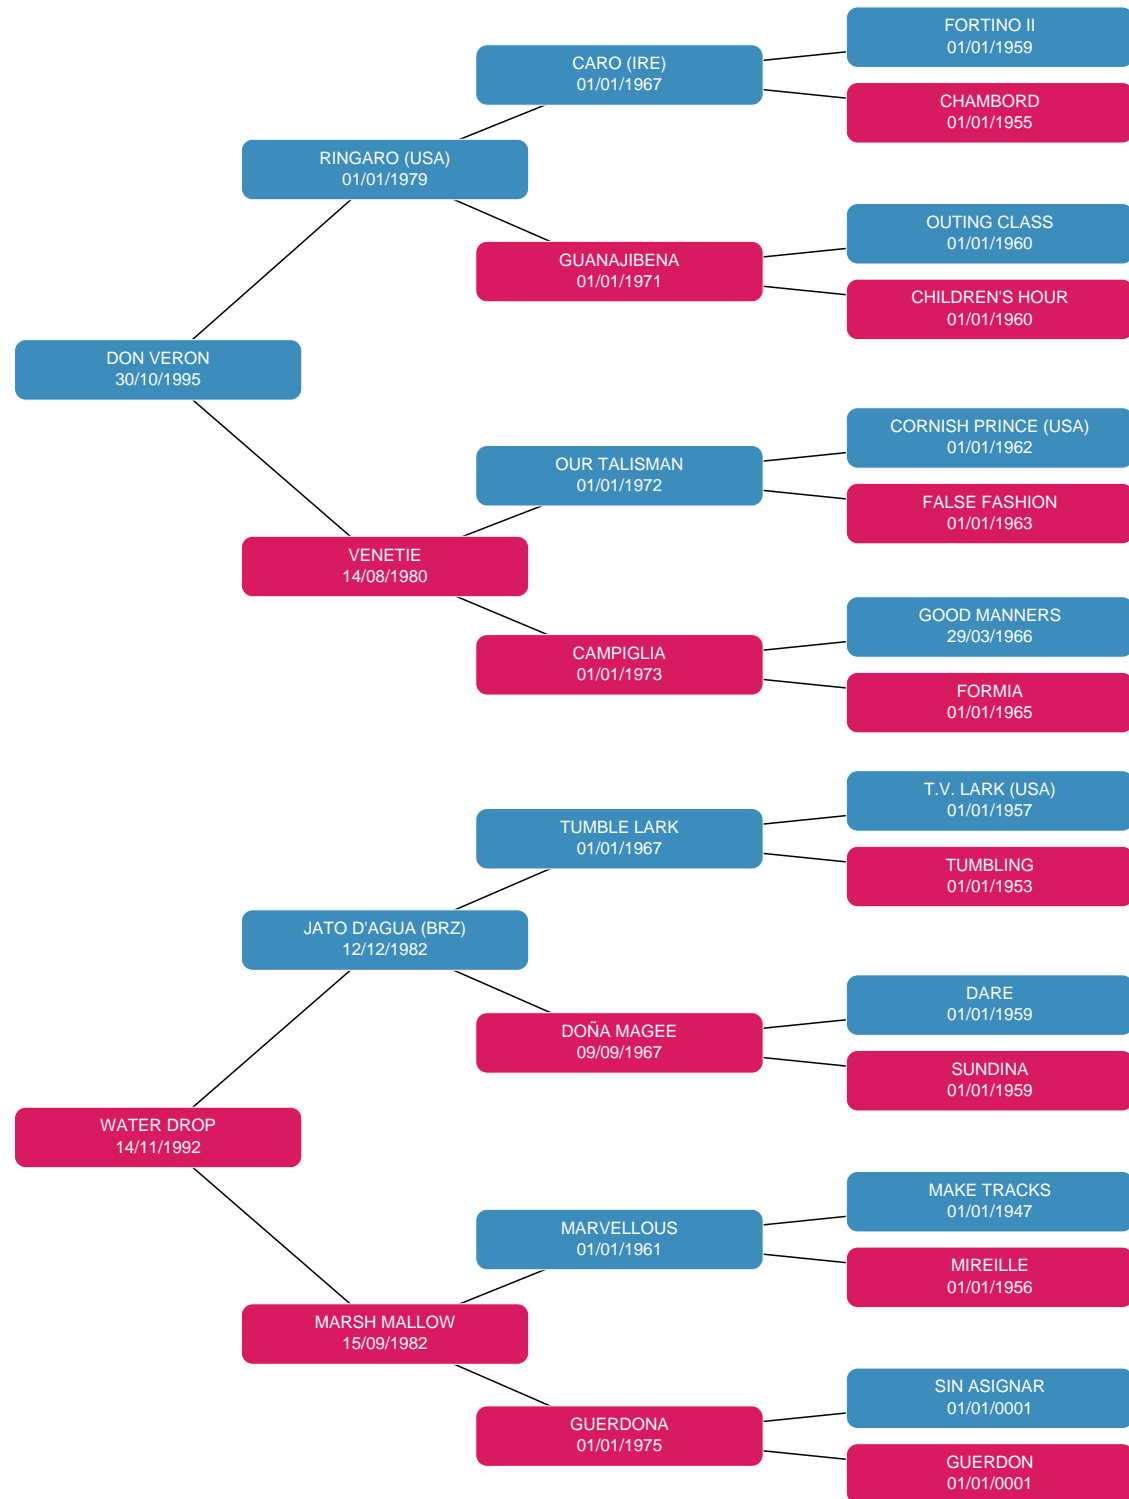 FORTINO II
01/01/1959
CARO (IRE)
01/01/1967
CHAMBORD
01/01/1955
RINGARO (USA)
01/01/1979
OUTING CLASS
01/01/1960
GUANAJIBENA
01/01/1971
CHILDREN'S HOUR
01/01/1960
DON VERON
30/10/1995
CORNISH PRINCE (USA)
01/01/1962
OUR TALISMAN
01/01/1972
FALSE FASHION
01/01/1963
VENETIE
14/08/1980
GOOD MANNERS
29/03/1966
CAMPIGLIA
01/01/1973
FORMIA
01/01/1965
T.V. LARK (USA)
01/01/1957
TUMBLE LARK
01/01/1967
TUMBLING
01/01/1953
JATO D'AGUA (BRZ)
12/12/1982
DARE
01/01/1959
DOÑA MAGEE
09/09/1967
SUNDINA
01/01/1959
WATER DROP
14/11/1992
MAKE TRACKS
01/01/1947
MARVELLOUS
01/01/1961
MIREILLE
01/01/1956
MARSH MALLOW
15/09/1982
SIN ASIGNAR
01/01/0001
GUERDONA
01/01/1975
GUERDON
01/01/0001